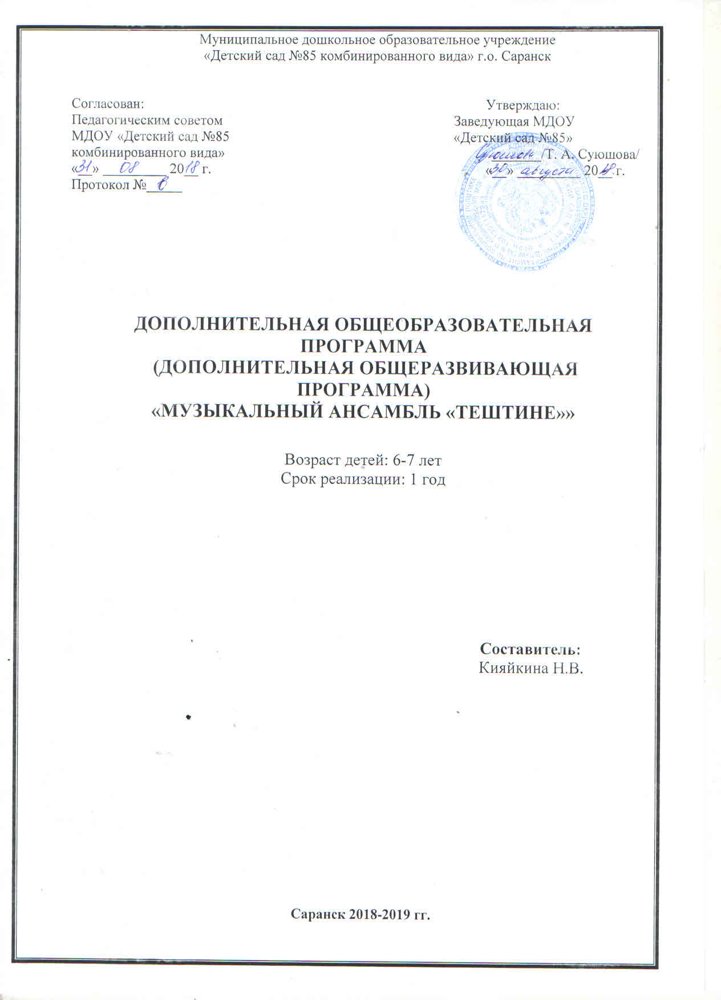 Муниципальное дошкольное образовательное учреждение
«Детский сад №85 комбинированного вида» г.о. Саранск
Согласован:
Педагогическим советом
МДОУ «Детский сад №85
комбинированного вида»
«31» 08 2018 г.
Протокол №
Утверждаю:
Заведующая МДОУ
«Детский сад №85»
/Т. А. Суюшова/
«30» августа 2018 г.
ДОПОЛНИТЕЛЬНАЯ ОБЩЕОБРАЗОВАТЕЛЬНАЯ
ПРОГРАММА
(ДОПОЛНИТЕЛЬНАЯ ОБЩЕРАЗВИВАЮЩАЯ
ПРОГРАММА)
«МУЗЫКАЛЬНЫЙ АНСАМБЛЬ «ТЕШТИНЕ»»
Возраст детей: 6-7 лет
Срок реализации: 1 год
Составитель:
Кияйкина Н.В.
Саранск 2018-2019 гг.